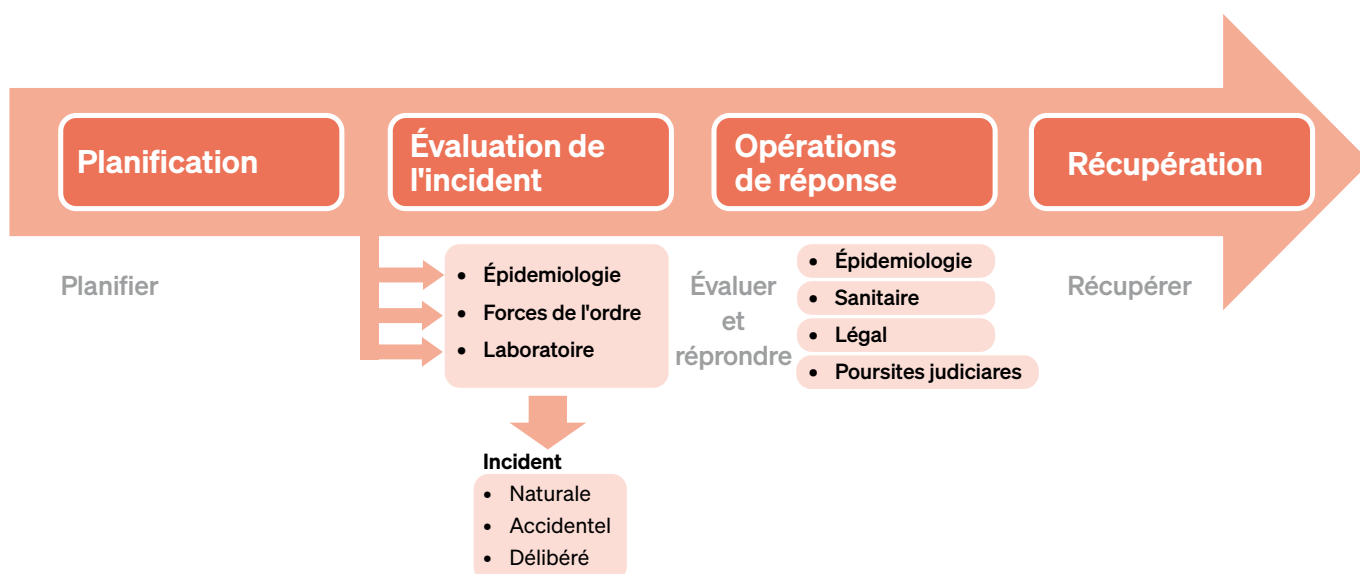 Planification
Évaluation de
l'incident
Opérations
de réponse
Récupération
Planifier
• Épidemiologie
• Forces de l'ordre
• Laboratoire
Évaluer
et
réprondre
• Épidemiologie
• Sanitaire
• Légal
• Poursites judiciares
Récupérer
Incident
• Naturale
• Accidentel
• Délibéré